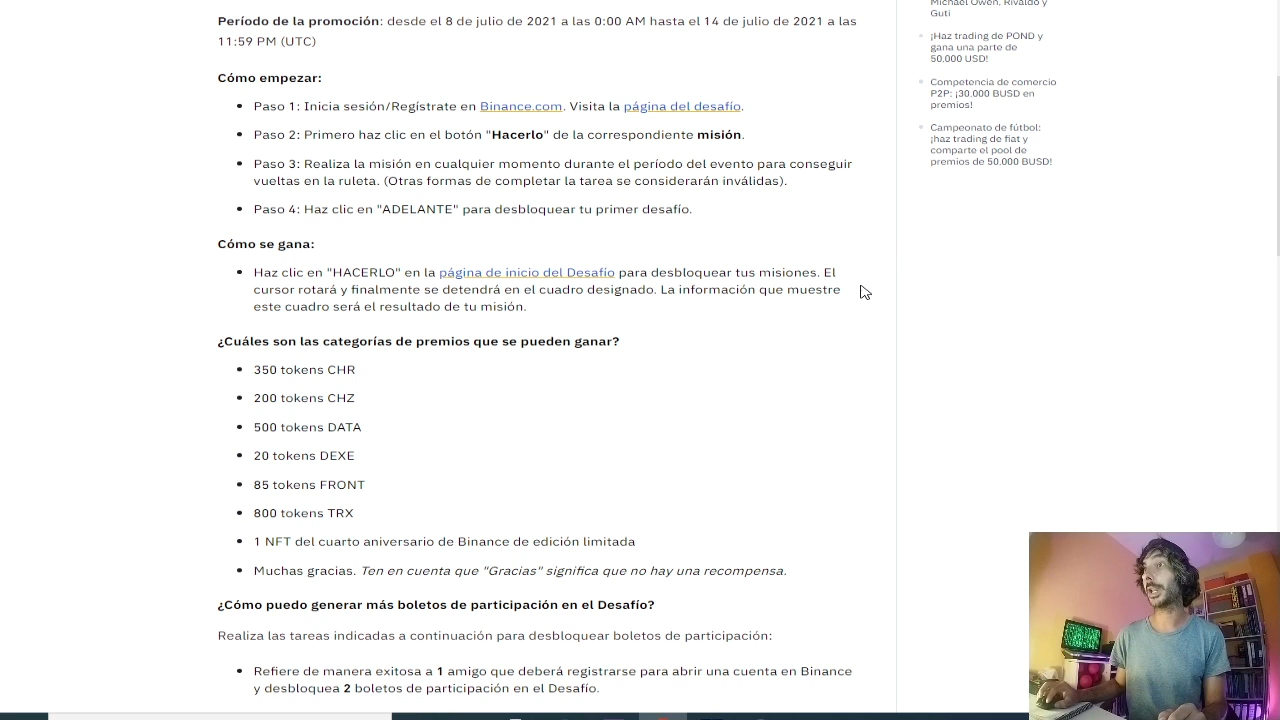 Período de la promoción: desde el 8 de julio de 2021 a las 0:00 AM hasta el 14 de julio de 2021 a las
11:59 PM (UTC)
Cómo empezar:
Paso 1: Inicia sesión/Regístrate en Binance.com. Visita la página del desafío.
Paso 2: Primero haz clic en el botón "Hacerlo" de la correspondiente misión.
Paso 3: Realiza la misión en cualquier momento durante el período del evento para conseguir
vueltas en la ruleta. (Otras formas de completar la tarea se considerarán inválidas).
Paso 4: Haz clic en "ADELANTE" para desbloquear tu primer desafío.
Cómo se gana:
Haz clic en "HACERLO" en la página de inicio del Desafío para desbloquear tus misiones. El
cursor rotará y finalmente se detendrá en el cuadro designado. La información que muestre
este cuadro será el resultado de tu misión.
¿Cuáles son las categorías de premios que se pueden ganar?
350 tokens CHR
200 tokens CHZ
500 tokens DATA
20 tokens DEXE
85 tokens FRONT
800 tokens TRX
1 NFT del cuarto aniversario de Binance de edición limitada
Muchas gracias. Ten en cuenta que "Gracias" significa que no hay una recompensa.
¿Cómo puedo generar más boletos de participación en el Desafío?
Realiza las tareas indicadas a continuación para desbloquear boletos de participación:
Refiere de manera exitosa a 1 amigo que deberá registrarse para abrir una cuenta en Binance
y desbloquea 2 boletos de participación en el Desafío.
Michael Owen, Rivaldo y
Guti
¡Haz trading de POND y
gana una parte de
50.000 USD!
Competencia de comercio
P2P: ¡30.000 BUSD en
premios!
Campeonato de fútbol:
¡haz trading de fiat y
comparte el pool de
premios de 50.000 BUSD!